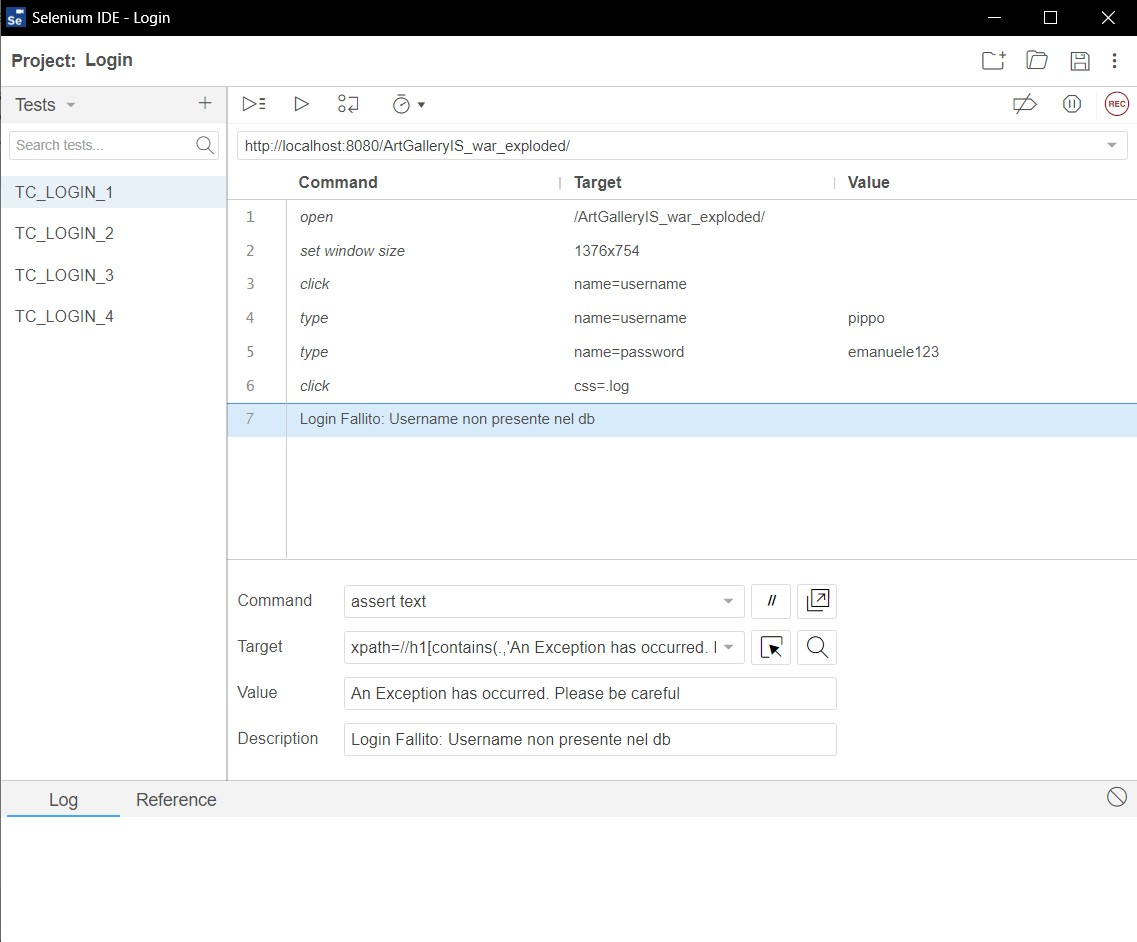 Se Selenium IDE - Login
Project: Login
Tests
REC
Search tests...
http://localhost:8080/ArtGalleryIS_war_exploded/
Command Target Value
TC_LOGIN_1
TC_LOGIN_2
TC_LOGIN_3
TC_LOGIN_4
1 open /ArtGalleryIS_war_exploded/
2 set window size 1376x754
3 click name=username
4 type name=username pippo
5 type name=password emanuele123
6 click css=.log
7 Login Fallito: Username non presente nel db
Command assert text //
Target xpath=//h1[contains(.,'An Exception has occurred.
Value An Exception has occurred. Please be careful
Description Login Fallito: Username non presente nel db
Log Reference